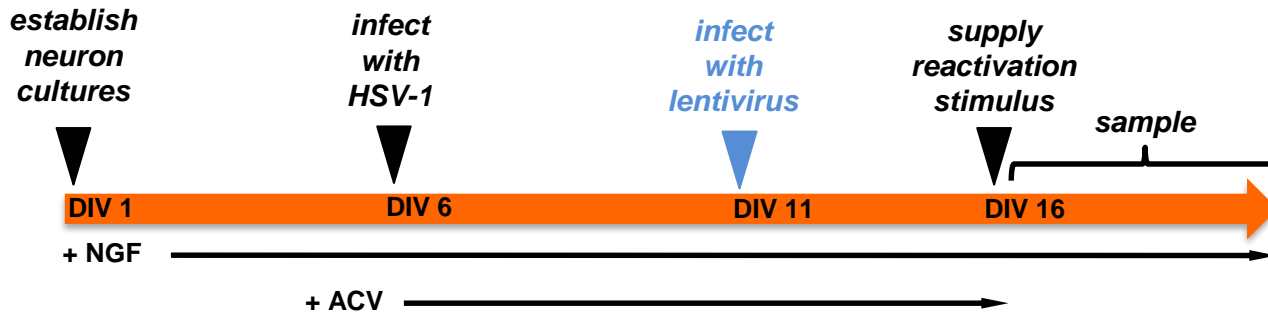 establish
neuron
cultures
infect
with
HSV-1
infect
with
lentivirus
supply
reactivation
stimulus
sample
DIV 1
DIV 6
DIV 11
DIV 16
+ NGF
+ ACV